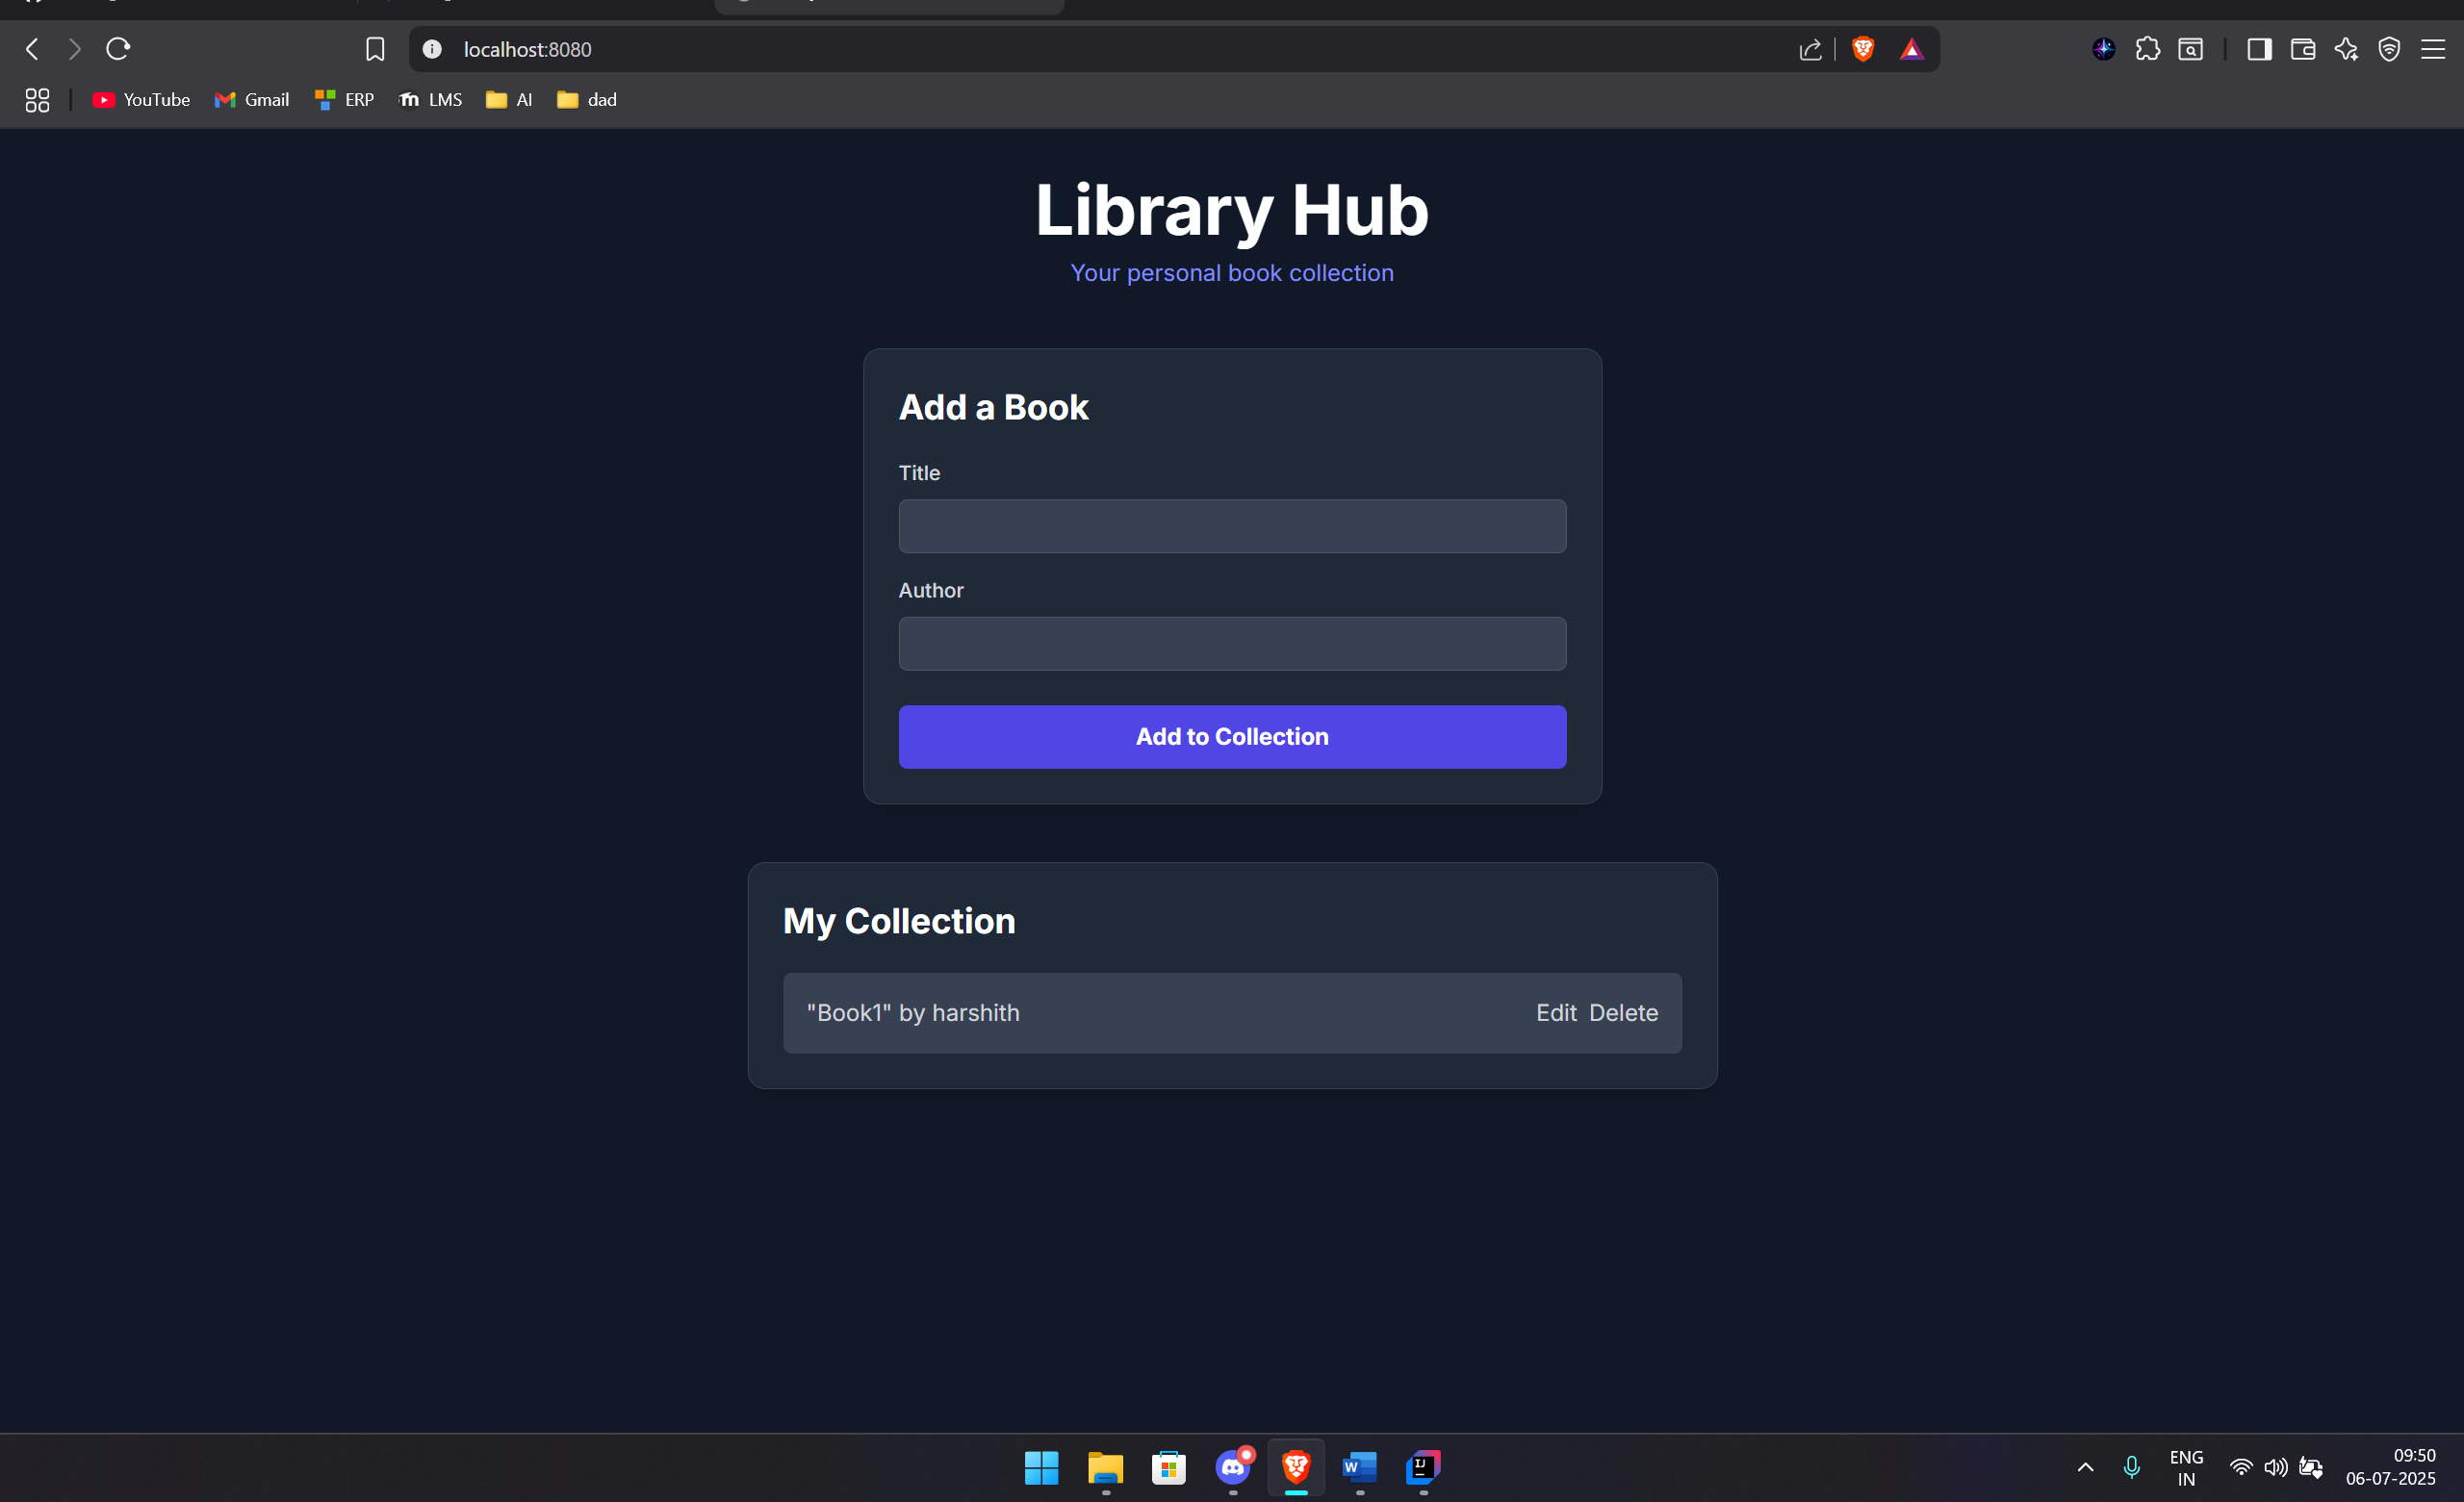 localhost:8080
YouTube Gmail ERP LMS AI dad
Library Hub
Your personal book collection
Add a Book
Title
Author
Add to Collection
My Collection
"Book1" by harshith Edit Delete
ENG
IN
09:50
06-07-2025